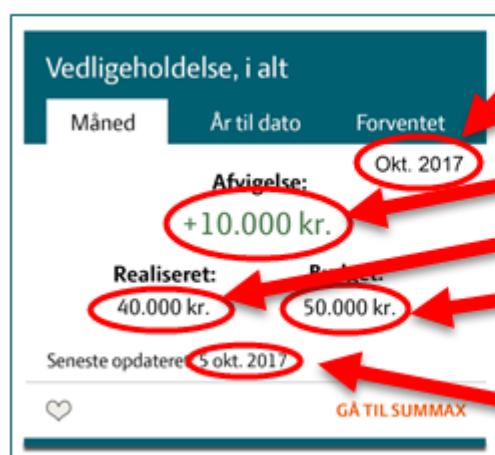 Vedligeholdelse, i alt
Måned År til dato Forventet
Okt. 2017
Afvigelse:
+10.000 kr.
Realiseret: Budget:
40.000 kr. 50.000 kr.
Seneste opdateret 5 okt. 2017
GÅ TIL SUMMAX